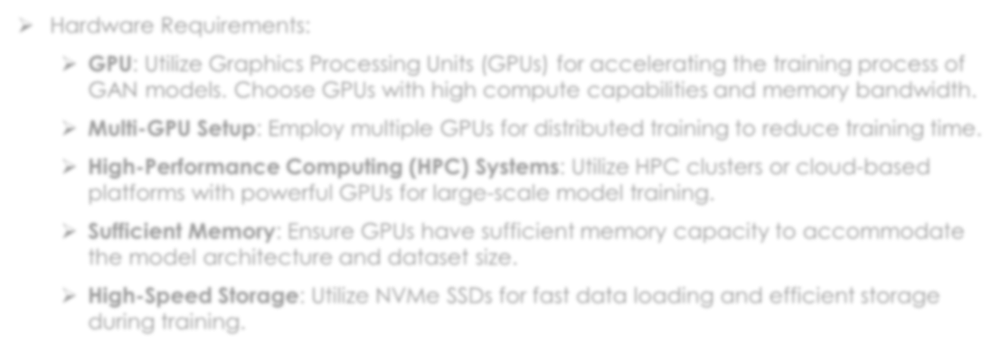 ➤ Hardware Requirements:
➤ GPU: Utilize Graphics Processing Units (GPUs) for accelerating the training process of
GAN models. Choose GPUs with high compute capabilities and memory bandwidth.
➤ Multi-GPU Setup: Employ multiple GPUs for distributed training to reduce training time.
➤ High-Performance Computing (HPC) Systems: Utilize HPC clusters or cloud-based
platforms with powerful GPUs for large-scale model training.
➤ Sufficient Memory: Ensure GPUs have sufficient memory capacity to accommodate
the model architecture and dataset size.
➤ High-Speed Storage: Utilize NVMe SSDs for fast data loading and efficient storage
during training.